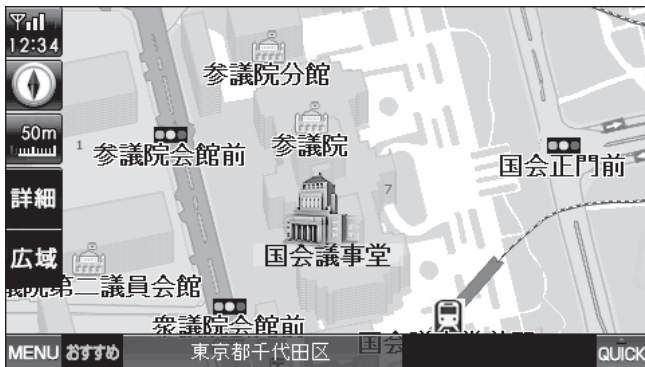 12:34
参議院分館
50m
1
参議院会館前
参議院
国会正門前
詳細
7
広域
国会議事堂
第二議員会館
衆議院会館前
MENU
おすすめ
東京都千代田区
QUICK